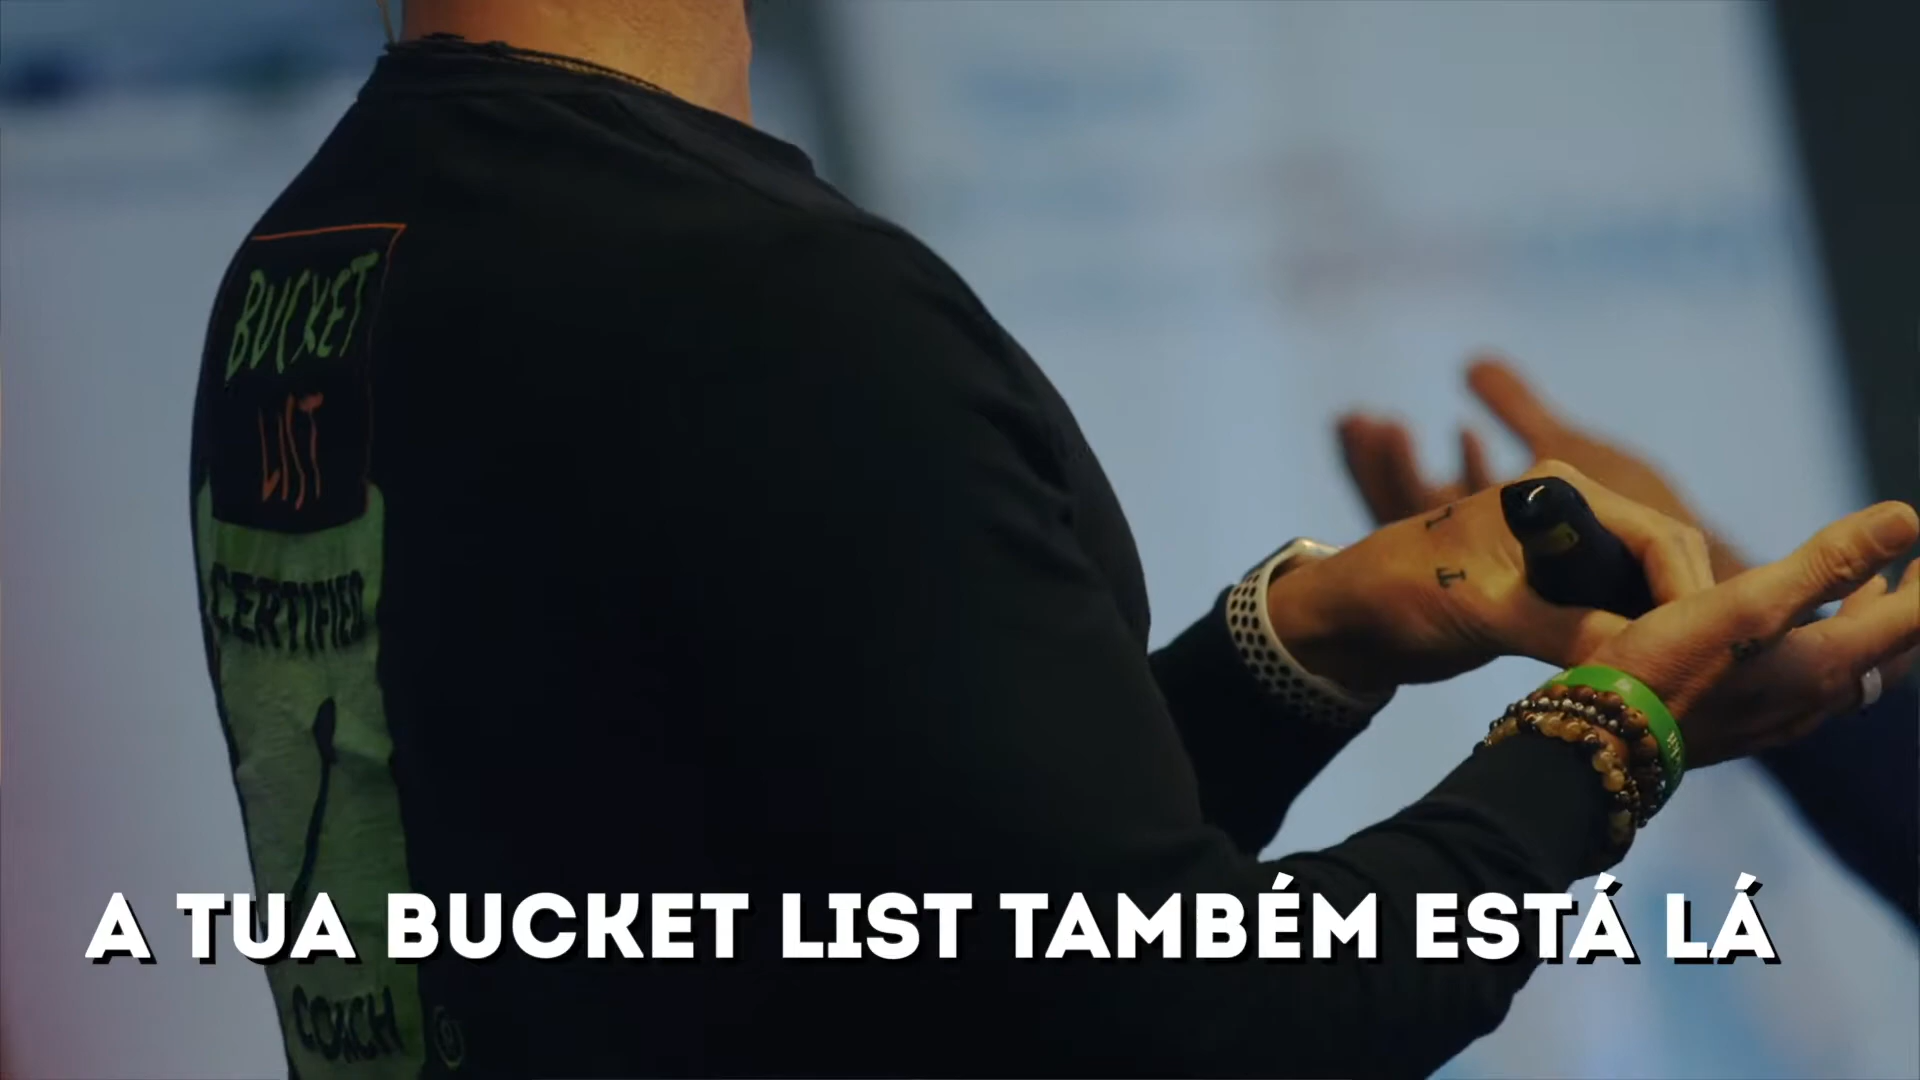 BUCKET
LIST
CERTIFIED
COACH
L
T
A TUA BUCKET LIST TAMBÉM ESTÁ LÁ